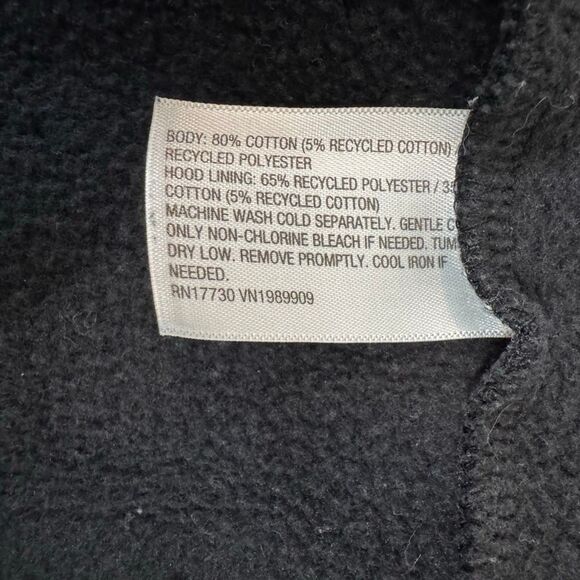 BODY: 80% COTTON (5% RECYCLED COTTON)
RECYCLED POLYESTER
HOOD LINING: 65% RECYCLED POLYESTER /
COTTON (5% RECYCLED COTTON)
MACHINE WASH COLD SEPARATELY. GENTLE
ONLY NON-CHLORINE BLEACH IF NEEDED. TUM
DRY LOW. REMOVE PROMPTLY. COOL IRON IF
NEEDED.
RN17730 VN1989909